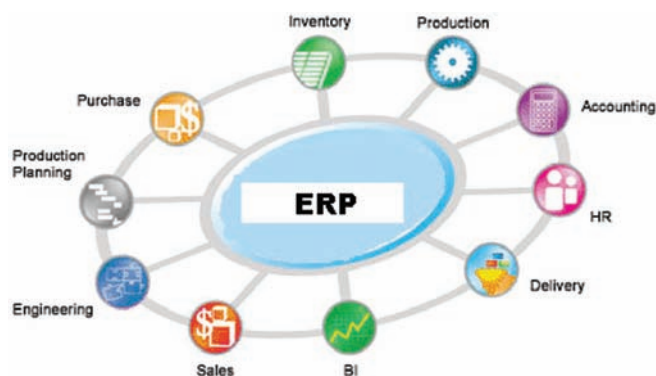 Inventory
Production
Purchase
Accounting
Production
Planning
ERP
HR
Delivery
Engineering
Sales
BI
$
$